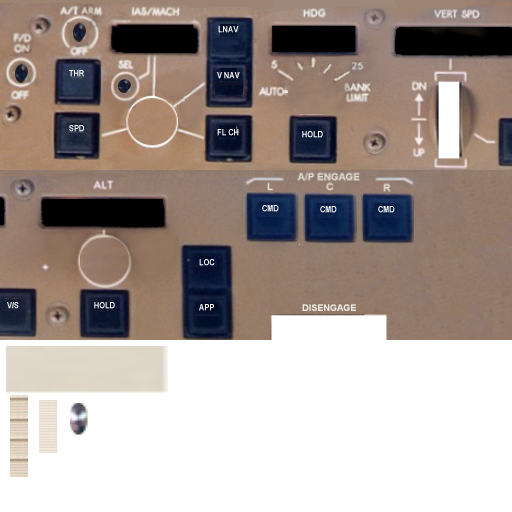 A/T ARM
IAS/MACH
HDG
VERT SPD
F/D
ON
OFF
OFF
LNAV
THR
SEL
V NAV
5
25
AUTO
BANK
LIMIT
DN
SPD
FL CH
HOLD
UP
ALT
A/P ENGAGE
L
C
R
CMD
CMD
CMD
LOC
V/S
HOLD
APP
DISENGAGE